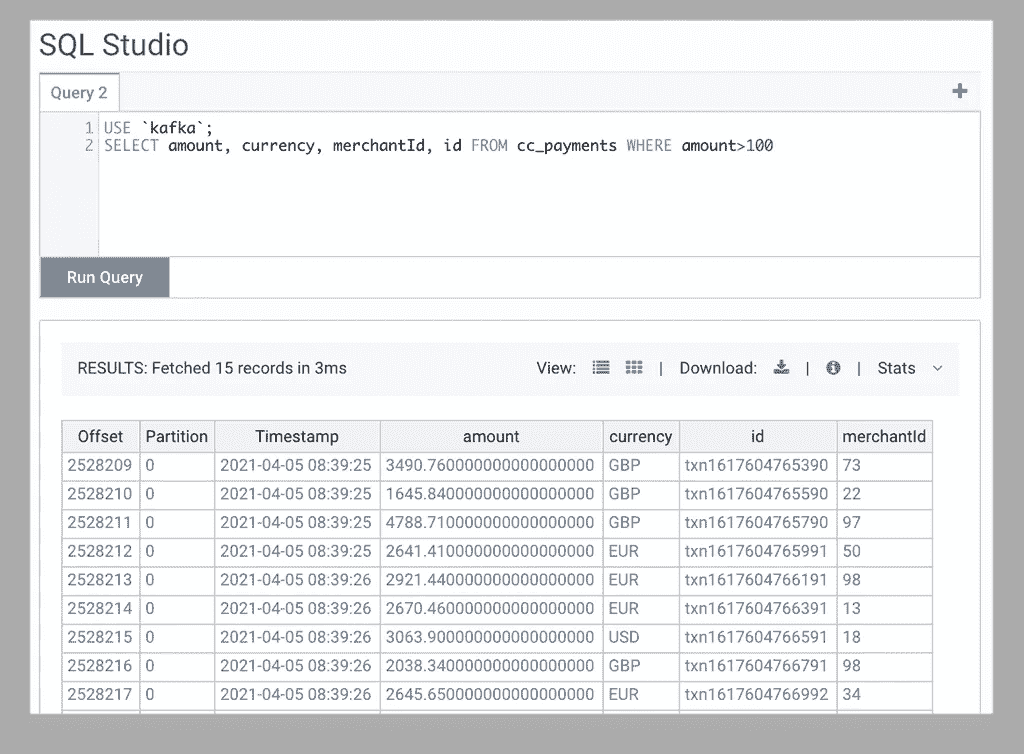 SQL Studio
Query 2
1 USE `kafka`;
2 SELECT amount, currency, merchantId, id FROM cc_payments WHERE amount>100
Run Query
RESULTS: Fetched 15 records in 3ms View: | Download: | | Stats
Offset Partition Timestamp amount currency id merchantId
2528209 0 2021-04-05 08:39:25 3490.760000000000000000 GBP txn1617604765390 73
2528210 0 2021-04-05 08:39:25 1645.840000000000000000 GBP txn1617604765590 22
2528211 0 2021-04-05 08:39:25 4788.710000000000000000 GBP txn1617604765790 97
2528212 0 2021-04-05 08:39:25 2641.410000000000000000 EUR txn1617604765991 50
2528213 0 2021-04-05 08:39:26 2921.440000000000000000 EUR txn1617604766191 98
2528214 0 2021-04-05 08:39:26 2670.460000000000000000 EUR txn1617604766391 13
2528215 0 2021-04-05 08:39:26 3063.900000000000000000 USD txn1617604766591 18
2528216 0 2021-04-05 08:39:26 2038.340000000000000000 GBP txn1617604766791 98
2528217 0 2021-04-05 08:39:26 2645.650000000000000000 EUR txn1617604766992 34